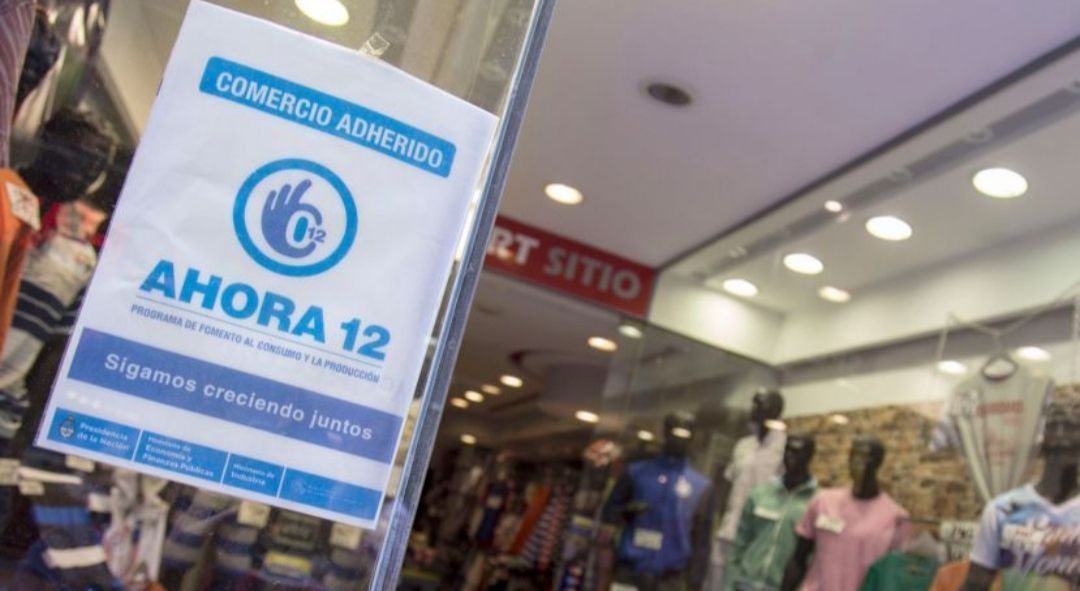 COMERCIO ADHERIDO
12
AHORA 12
PROGRAMA DE FOMENTO AL CONSUMO Y LA PRODUCCIÓN
Sigamos creciendo juntos
Presidencia
de la Nación
Ministerio de
Economía y
Finanzas Públicas
Ministerio de
Industria
RT SITIO